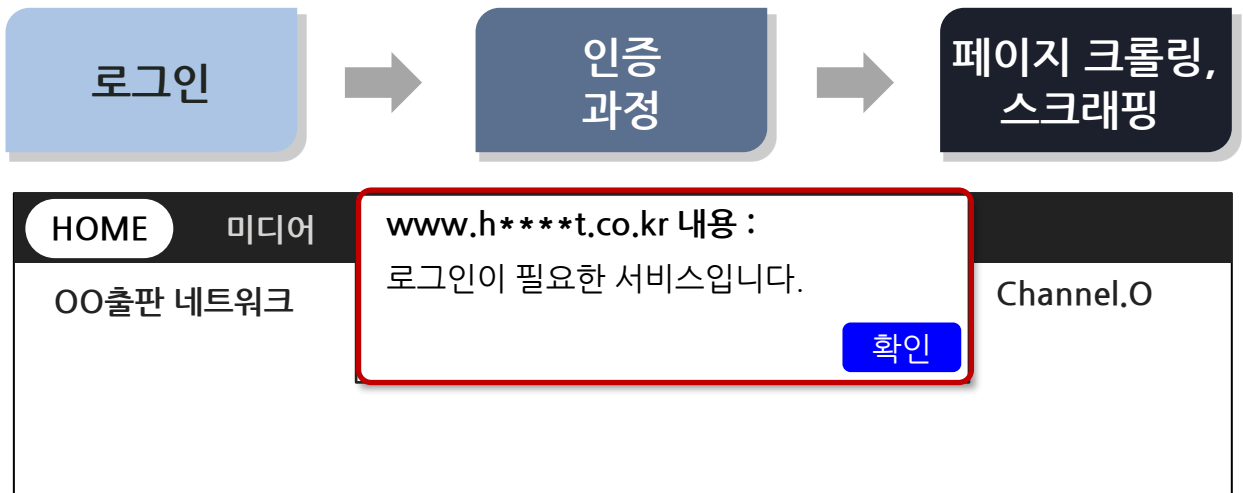 로그인
인증
과정
페이지 크롤링,
스크래핑
HOME 미디어
www.h****t.co.kr 내용 :
로그인이 필요한 서비스입니다.
확인
OO출판 네트워크
Channel.O